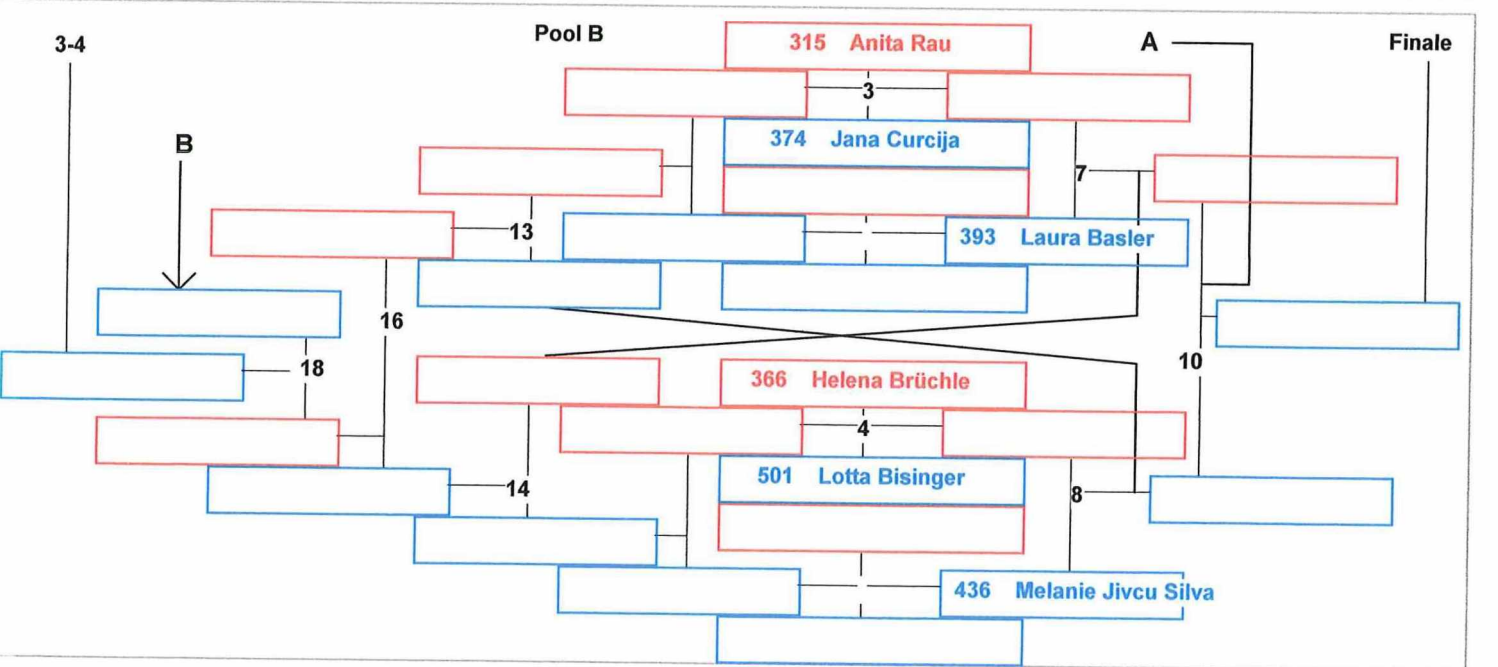 3-4
Pool B
315 Anita Rau
A
Finale
3
374 Jana Curcija
B
7
13
393 Laura Basler
16
10
18
366 Helena Brüchle
4
501 Lotta Bisinger
14
8
436 Melanie Jivcu Silva